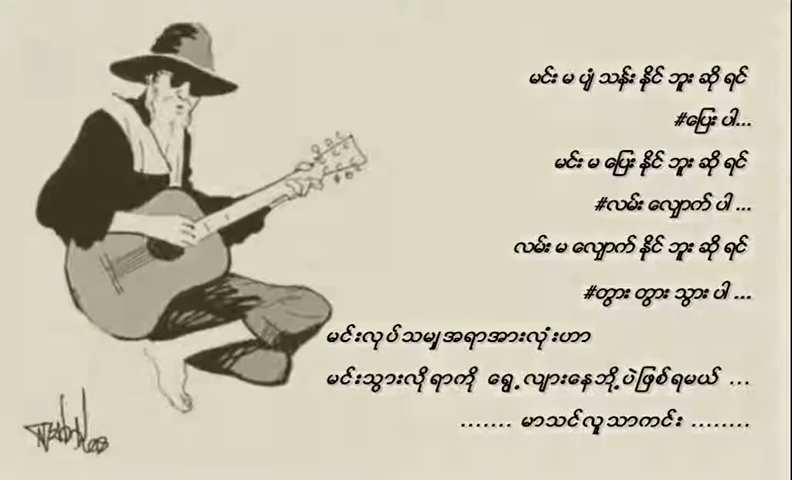 မင်း မ ပျံ သန်း နိုင် ဘူး ဆို ရင်
#ပြေး ပါ...
မင်း မ ပြေး နိုင် ဘူး ဆို ရင်
#လမ်း လျှောက် ပါ ...
လမ်း မ လျှောက် နိုင် ဘူး ဆို ရင်
#တွား တွား သွား ပါ ...
မင်းလုပ်သမျှအရာအားလုံးဟာ
မင်းသွားလိုရာကို ရွေ့လျားနေဘို့ပဲဖြစ်ရမယ် ...
....... မာသင်လူသာကင်း ........